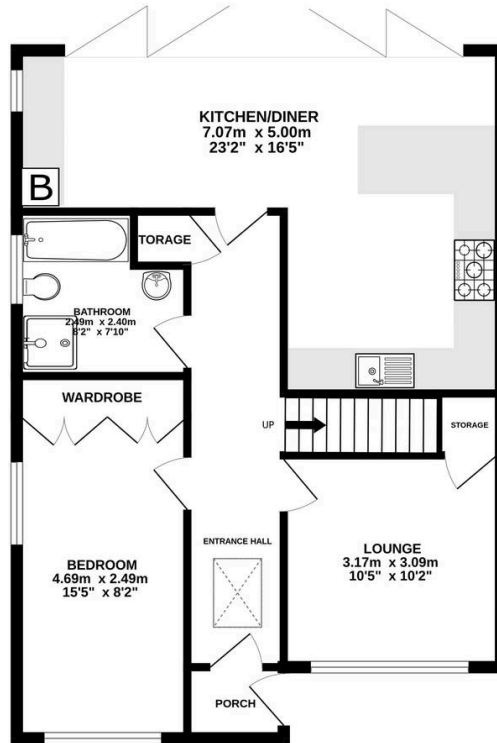 KITCHEN/DINER
7.07m x 5.00m
23'2" x 16'5"
B
TORAGE
BATHROOM
2.49m x 2.40m
8'2" x 7'10"
WARDROBE
UP
STORAGE
ENTRANCE HALL
LOUNGE
3.17m x 3.09m
10'5" x 10'2"
BEDROOM
4.69m x 2.49m
15'5" x 8'2"
PORCH